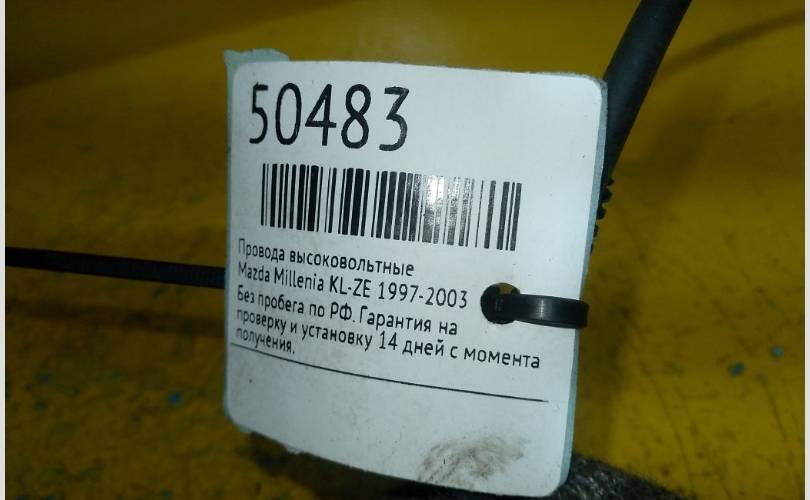 50483
Провода высоковольтные
Mazda Millenia KL-ZE 1997-2003
Без пробега по РФ. Гарантия на
проверку и установку 14 дней с момента
получения.